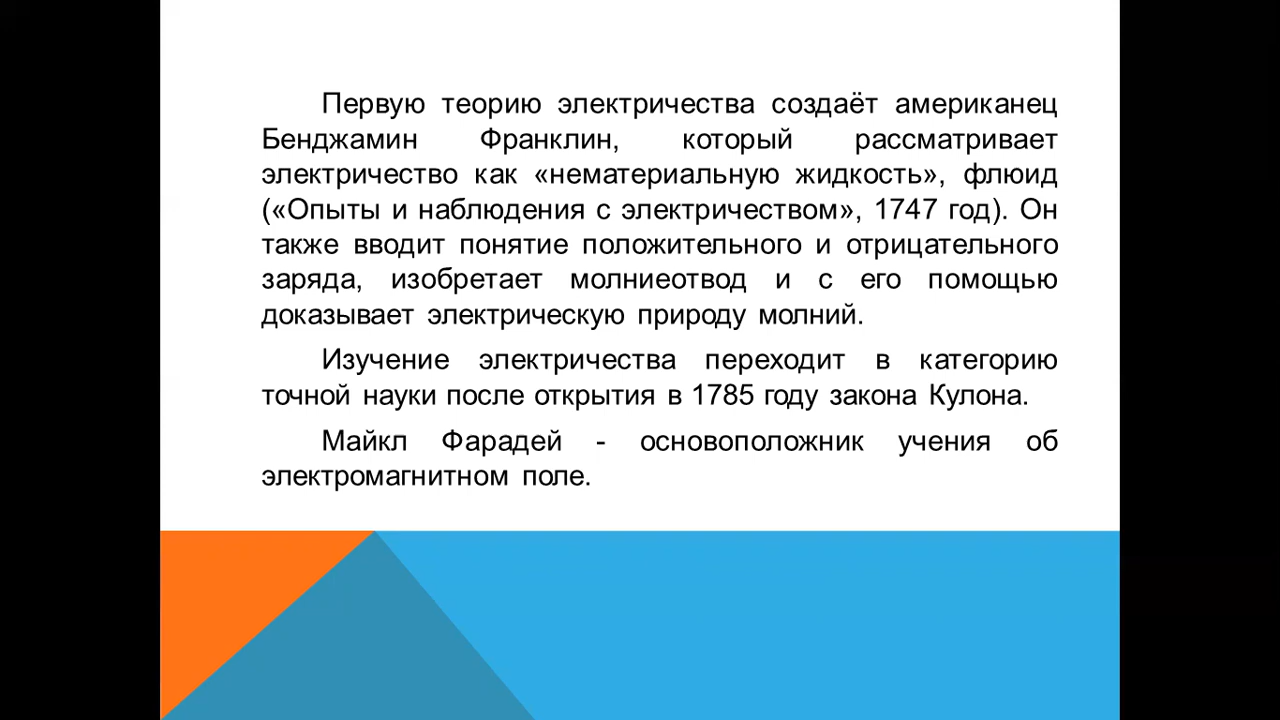 Первую теорию электричества создаёт американец
Бенджамин Франклин, который рассматривает
электричество как «нематериальную жидкость», флюид
(«Опыты и наблюдения с электричеством», 1747 год). Он
также вводит понятие положительного и отрицательного
заряда, изобретает молниеотвод и с его помощью
доказывает электрическую природу молний.
Изучение электричества переходит в категорию
точной науки после открытия в 1785 году закона Кулона.
Майкл Фарадей - основоположник учения об
электромагнитном поле.